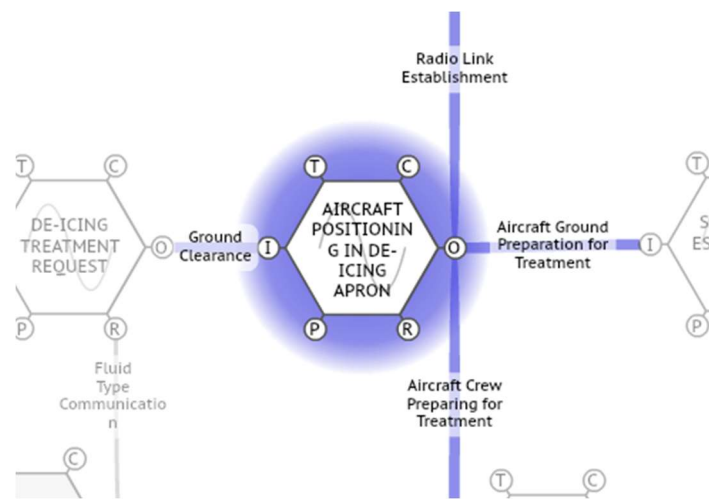 Radio Link
Establishment
T
C
T
C
T
DE-ICING
TREATMENT
REQUEST
O
Ground
Clearance
I
AIRCRAFT
POSITIONIN
G IN DE-
ICING
APRON
O
Aircraft Ground
Preparation for
Treatment
I
S
ES
P
R
P
R
P
Fluid
Type
Communicatio
n
Aircraft Crew
Preparing for
Treatment
C
T
C